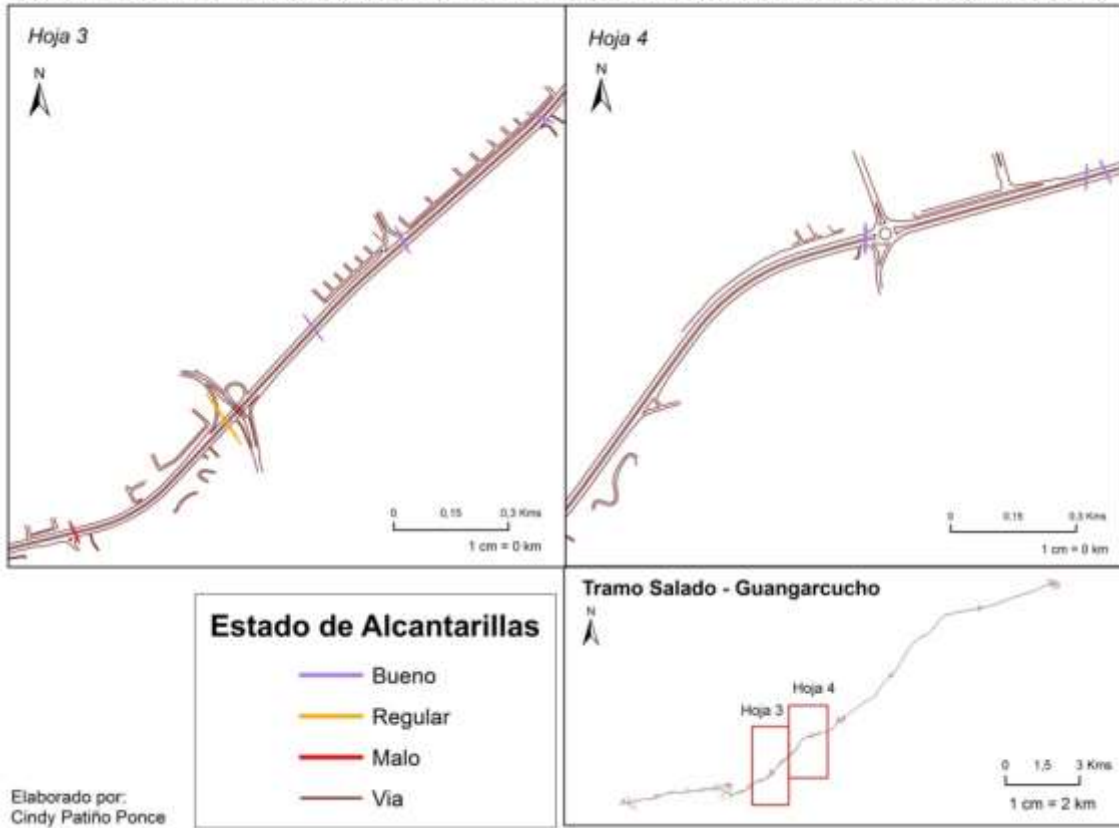 Hoja 3
N
0 0,15 0,3 Kms
1 cm = 0 km
Hoja 4
N
0 0,15 0,3 Kms
1 cm = 0 km
Estado de Alcantarillas
Bueno
Regular
Malo
Via
Elaborado por:
Cindy Patiño Ponce
Tramo Salado - Guangarcucho
N
Hoja 4
Hoja 3
0 1,5 3 Kms
1 cm = 2 km